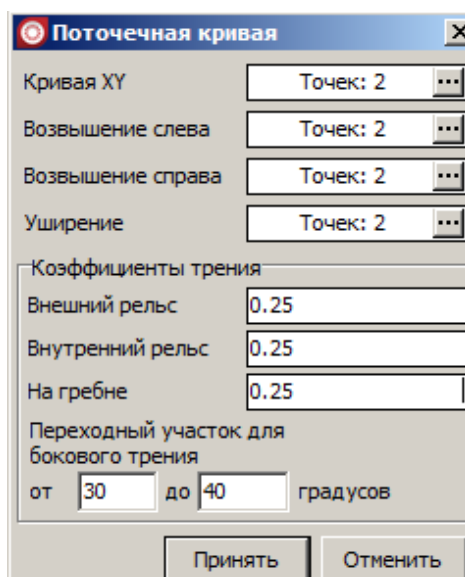 Поточечная кривая
Кривая XY Точек: 2 ...
Возвышение слева Точек: 2 ...
Возвышение справа Точек: 2 ...
Уширение Точек: 2 ...
Коэффициенты трения
Внешний рельс 0.25
Внутренний рельс 0.25
На гребне 0.25
Переходный участок для
бокового трения
от 30 до 40 градусов
Принять Отменить